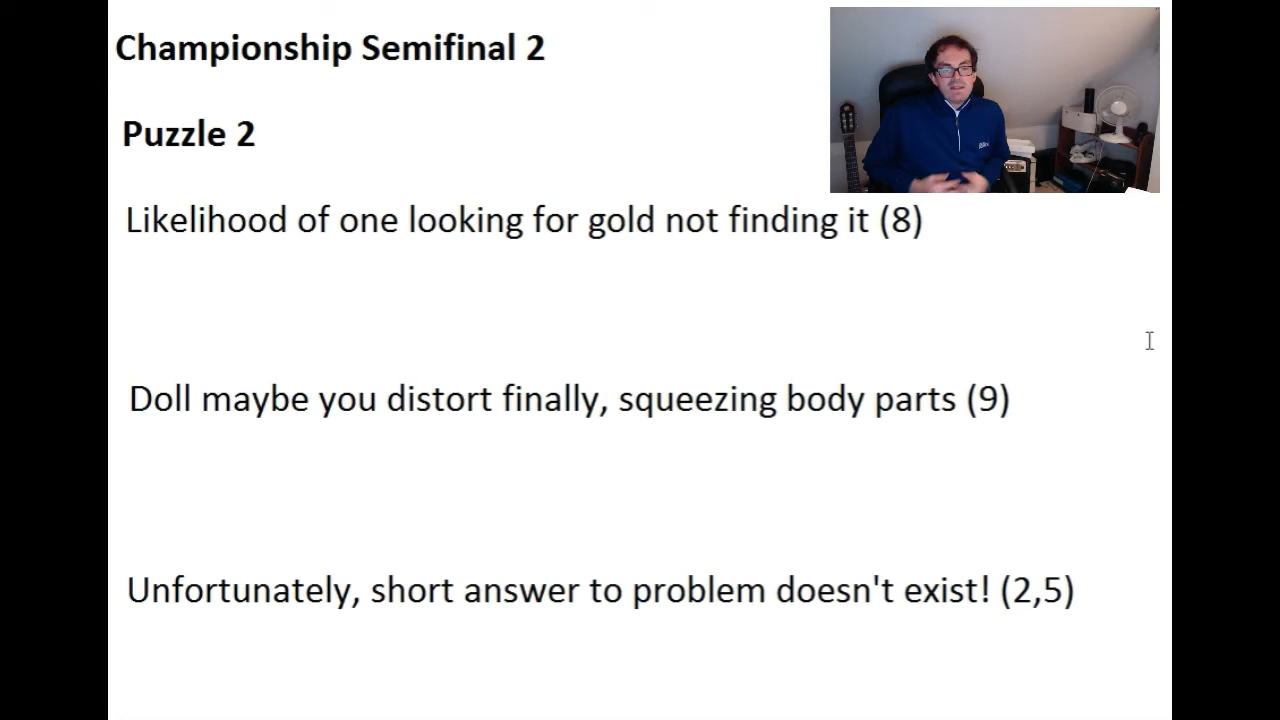 Championship Semifinal 2
Puzzle 2
Likelihood of one looking for gold not finding it (8)
Doll maybe you distort finally, squeezing body parts (9)
Unfortunately, short answer to problem doesn't exist! (2,5)